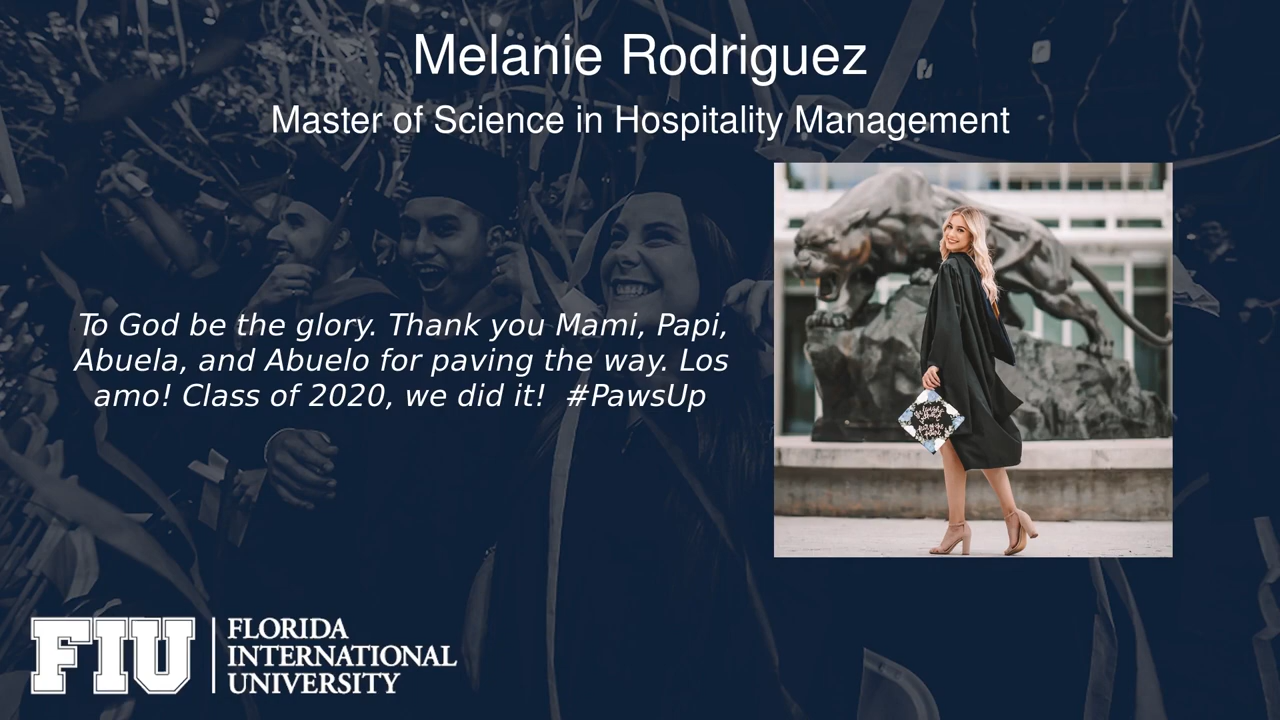 Melanie Rodriguez
Master of Science in Hospitality Management
To God be the glory. Thank you Mami, Papi,
Abuela, and Abuelo for paving the way. Los
amo! Class of 2020, we did it!  #PawsUp
FIU
FLORIDA
INTERNATIONAL
UNIVERSITY